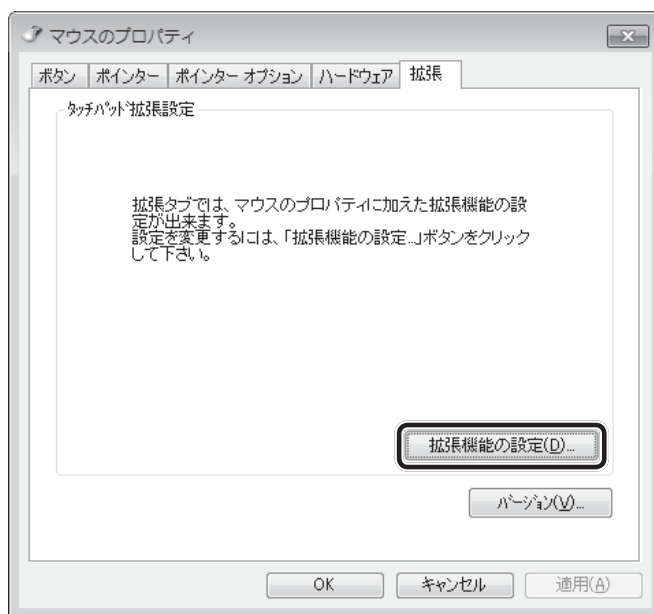 マウスのプロパティ
ボタン ポインター ポインター オプション ハードウェア 拡張
ﾀｯﾁﾊﾟｯﾄﾞ拡張設定
拡張タブでは、マウスのプロパティに加えた拡張機能の設
定が出来ます。
設定を変更するには、「拡張機能の設定...」ボタンをクリック
して下さい。
拡張機能の設定(D)...
ﾊﾞｰｼﾞｮﾝ(V)...
OK キャンセル 適用(A)